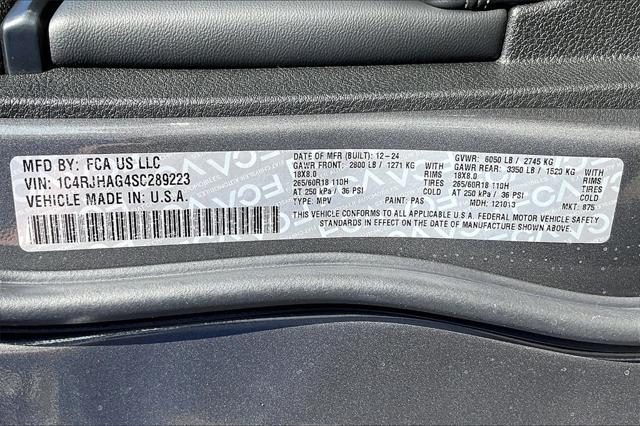 MFD BY: FCA US LLC
VIN: 1C4RJHAG4SC289223
VEHICLE MADE IN: U.S.A.
DATE OF MFR (BUILT): 12-24
GAWR FRONT: 2800 LB / 1271 KG WITH
18X8.0 RIMS
265/60R18 110H TIRES
AT 250 kPa / 36 PSI COLD
TYPE: MPV PAINT: PAS
GVWR: 6050 LB / 2745 KG
GAWR REAR: 3350 LB / 1523 KG WITH
18X8.0 RIMS
265/60R18 110H TIRES
AT 250 kPa / 36 PSI COLD
MDH: 121013 MKT: 875
THIS VEHICLE CONFORMS TO ALL APPLICABLE U.S.A. FEDERAL MOTOR VEHICLE SAFETY
STANDARDS IN EFFECT ON THE DATE OF MANUFACTURE SHOWN ABOVE.